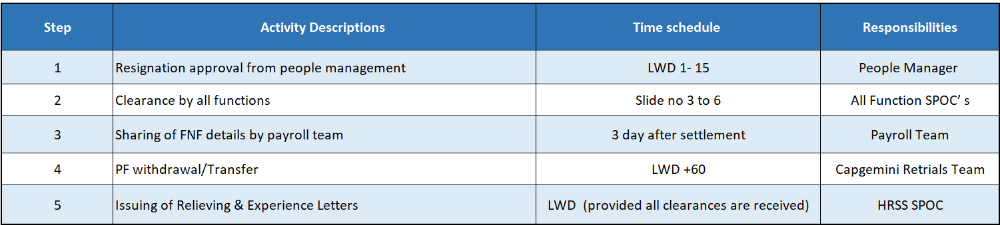 Step Activity Descriptions Time schedule Responsibilities
1 Resignation approval from people management LWD 1- 15 People Manager
2 Clearance by all functions Slide no 3 to 6 All Function SPOC’ s
3 Sharing of FNF details by payroll team 3 day after settlement Payroll Team
4 PF withdrawal/Transfer LWD +60 Capgemini Retrials Team
5 Issuing of Relieving & Experience Letters LWD (provided all clearances are received) HRSS SPOC